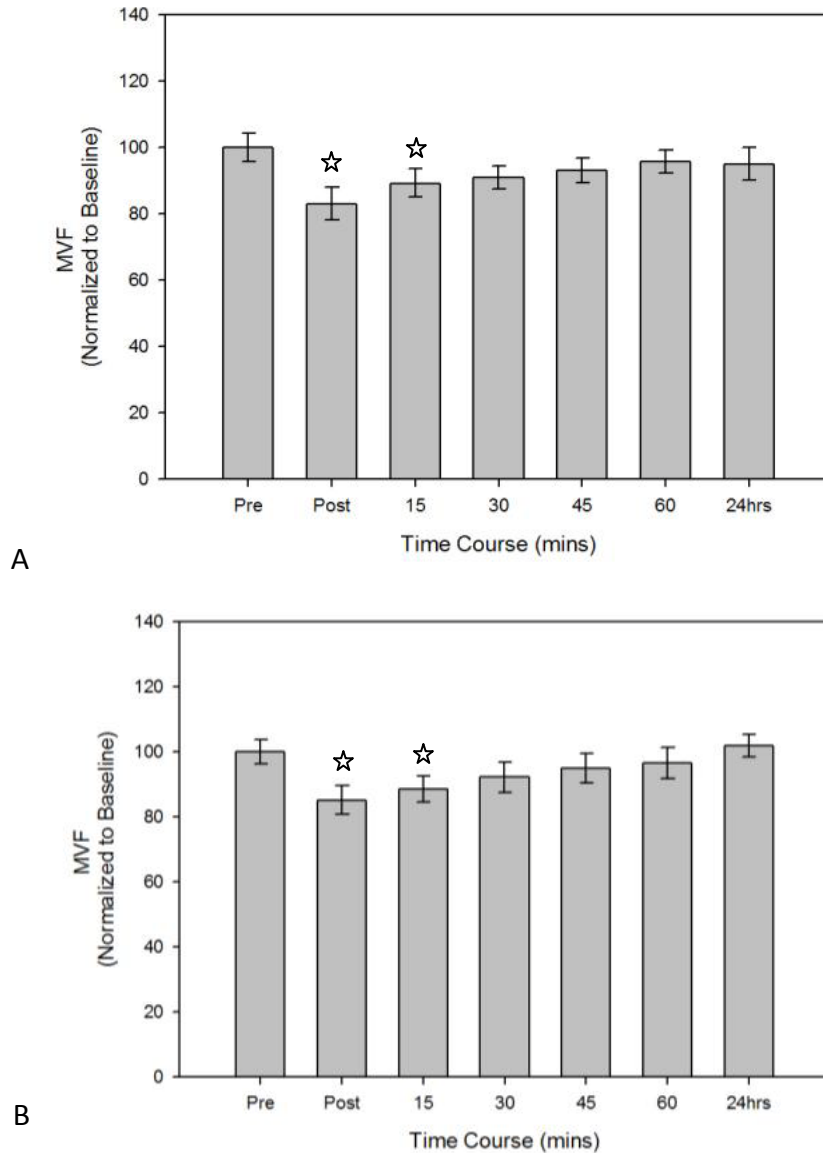 140
120
100
80
60
40
20
0
MVF
(Normalized to Baseline)
Pre Post 15 30 45 60 24hrs
Time Course (mins)
A
140
120
100
80
60
40
20
0
MVF
(Normalized to Baseline)
Pre Post 15 30 45 60 24hrs
Time Course (mins)
B